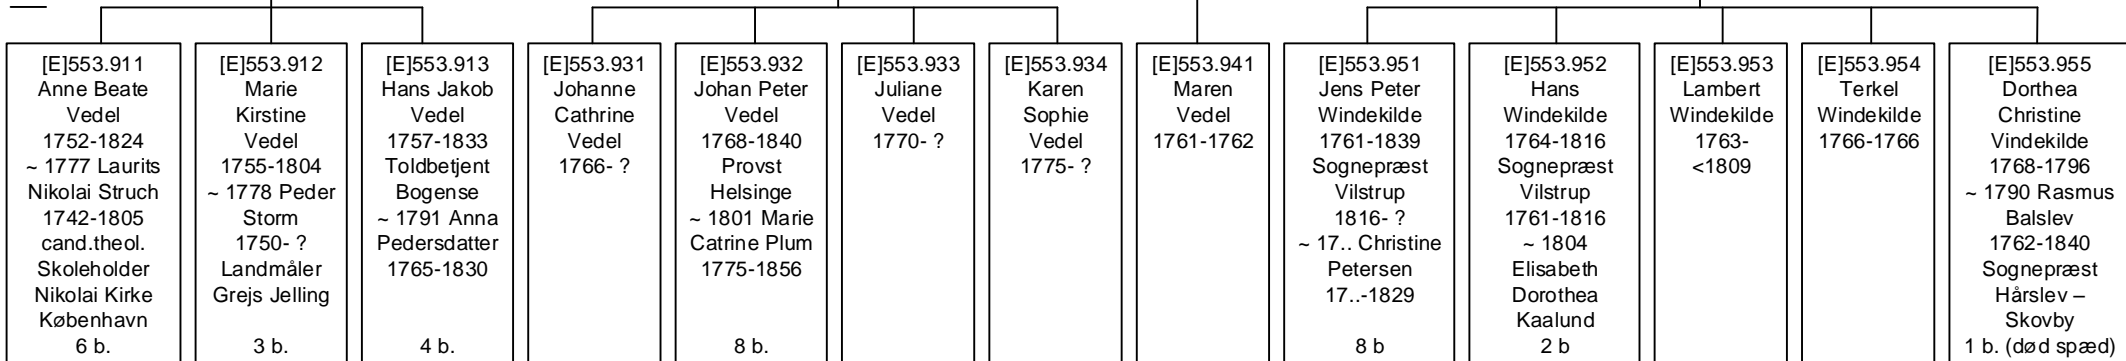 [E]553.911
Anne Beate
Vedel
1752-1824
~ 1777 Laurits
Nikolai Struch
1742-1805
cand.theol.
Skoleholder
Nikolai Kirke
København
6 b.
[E]553.912
Marie
Kirstine
Vedel
1755-1804
~ 1778 Peder
Storm
1750- ?
Landmåler
Grejs Jelling
3 b.
[E]553.913
Hans Jakob
Vedel
1757-1833
Toldbetjent
Bogense
~ 1791 Anna
Pedersdatter
1765-1830
4 b.
[E]553.931
Johanne
Cathrine
Vedel
1766- ?
[E]553.932
Johan Peter
Vedel
1768-1840
Provst
Helsinge
~ 1801 Marie
Catrine Plum
1775-1856
8 b.
[E]553.933
Juliane
Vedel
1770- ?
[E]553.934
Karen
Sophie
Vedel
1775- ?
[E]553.941
Maren
Vedel
1761-1762
[E]553.951
Jens Peter
Windekilde
1761-1839
Sognepræst
Vilstrup
1816- ?
~ 17.. Christine
Petersen
17..-1829
8 b
[E]553.952
Hans
Windekilde
1764-1816
Sognepræst
Vilstrup
1761-1816
~ 1804
Elisabeth
Dorothea
Kaalund
2 b
[E]553.953
Lambert
Windekilde
1763-
<1809
[E]553.954
Terkel
Windekilde
1766-1766
[E]553.955
Dorthea
Christine
Vindekilde
1768-1796
~ 1790 Rasmus
Balslev
1762-1840
Sognepræst
Hårslev –
Skovby
1 b. (død spæd)